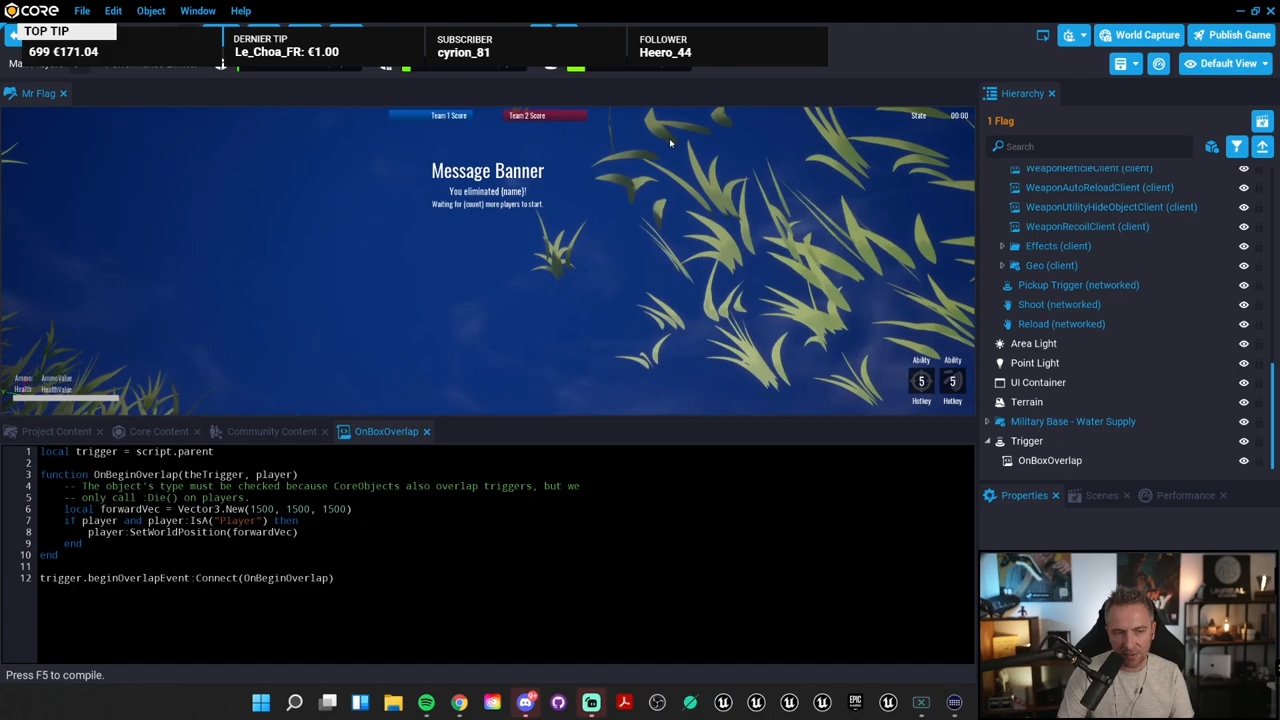 CORE File Edit Object Window Help
TOP TIP
699 €171.04
DERNIER TIP
Le_Choa_FR: €1.00
SUBSCRIBER
cyrion_81
FOLLOWER
Heero_44
World Capture
Publish Game
Default View
Mr Flag
Hierarchy
1 Flag
Search
Team 1 Score
Team 2 Score
State
00:00
Message Banner
You eliminated {name}!
Waiting for {count} more players to start.
Ammo: AmmoValue
Health: HealthValue
Ability Ability
5 5
Hotkey Hotkey
WeaponReticleClient (client)
WeaponAutoReloadClient (client)
WeaponUtilityHideObjectClient (client)
WeaponRecoilClient (client)
Effects (client)
Geo (client)
Pickup Trigger (networked)
Shoot (networked)
Reload (networked)
Area Light
Point Light
UI Container
Terrain
Military Base - Water Supply
Trigger
OnBoxOverlap
Properties Scenes Performance
Project Content Core Content Community Content OnBoxOverlap
1 local trigger = script.parent
2
3 function OnBeginOverlap(theTrigger, player)
4 -- The object's type must be checked because CoreObjects also overlap triggers, but we
5 -- only call :Die() on players.
6 local forwardVec = Vector3.New(1500, 1500, 1500)
7 if player and player:IsA("Player") then
8 player:SetWorldPosition(forwardVec)
9 end
10 end
11
12 trigger.beginOverlapEvent:Connect(OnBeginOverlap)
Press F5 to compile.